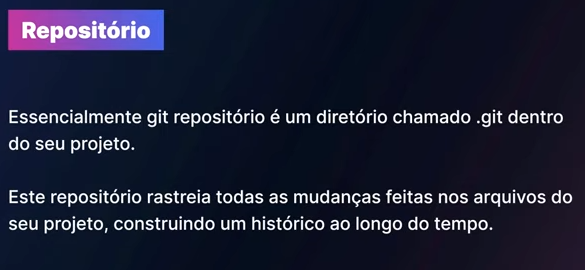 Repositório
Essencialmente git repositório é um diretório chamado .git dentro
do seu projeto.
Este repositório rastreia todas as mudanças feitas nos arquivos do
seu projeto, construindo um histórico ao longo do tempo.